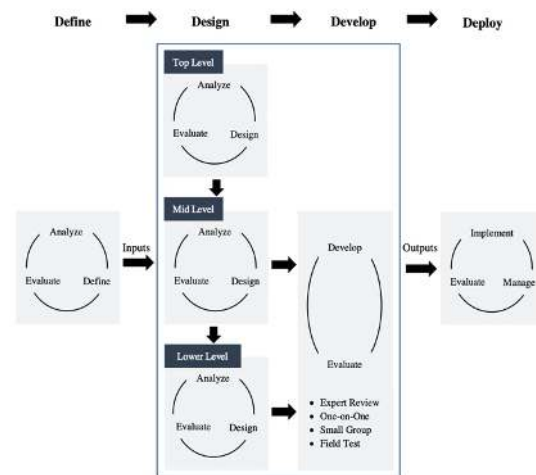 Define Design Develop Deploy
Top Level
Analyze
Evaluate Design
Mid Level
Analyze
Evaluate Design
Lower Level
Analyze
Evaluate Design
Analyze
Evaluate Define
Inputs
Develop
Evaluate
• Expert Review
• One-on-One
• Small Group
• Field Test
Outputs
Implement
Evaluate Manage